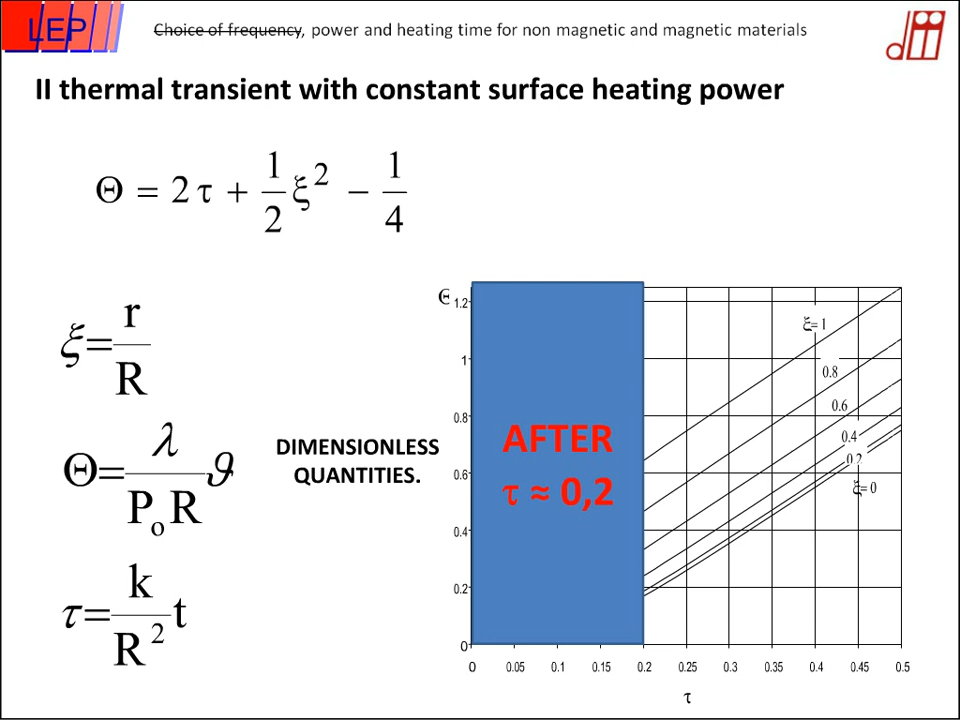 LEP
Choice of frequency, power and heating time for non magnetic and magnetic materials
II thermal transient with constant surface heating power
Θ = 2 τ + 1/2 ξ² − 1/4
ξ = r/R
Θ = λ/(P₀ R) ϑ
τ = k/R² t
DIMENSIONLESS
QUANTITIES.
Θ
1.2
1
0.8
0.6
0.4
0.2
0
AFTER
τ ≈ 0,2
ξ= 1
0.8
0.6
0.4
0.2
ξ= 0
0 0.05 0.1 0.15 0.2 0.25 0.3 0.35 0.4 0.45 0.5
τ